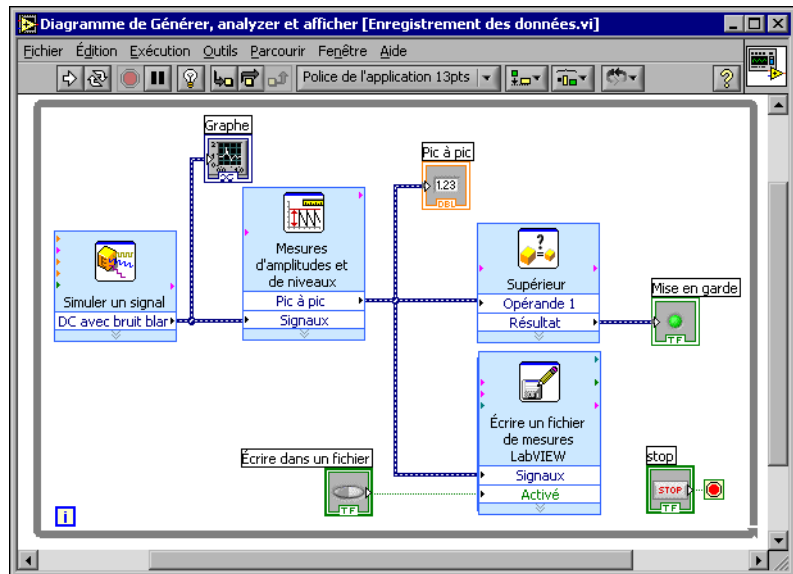 Diagramme de Générer, analyzer et afficher [Enregistrement des données.vi]
Fichier Édition Exécution Outils Parcourir Fenêtre Aide
Police de l'application 13pts
Graphe
Pic à pic
1.23
DBL
Mesures
d'amplitudes et
de niveaux
Pic à pic
Signaux
Simuler un signal
DC avec bruit blar
Supérieur
Opérande 1
Résultat
Mise en garde
TF
Écrire un fichier
de mesures
LabVIEW
Signaux
Activé
Écrire dans un fichier
TF
stop
STOP
TF
i